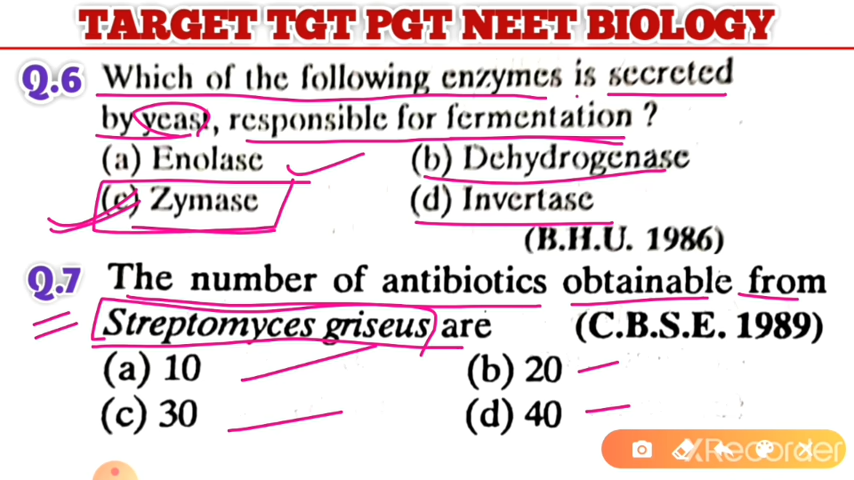 TARGET TGT PGT NEET BIOLOGY
Q.6 Which of the following enzymes is secreted
by yeast, responsible for fermentation ?
(a) Enolase (b) Dehydrogenase
(c) Zymase (d) Invertase
(B.H.U. 1986)
Q.7 The number of antibiotics obtainable from
Streptomyces griseus are (C.B.S.E. 1989)
(a) 10 (b) 20
(c) 30 (d) 40
XRecorder